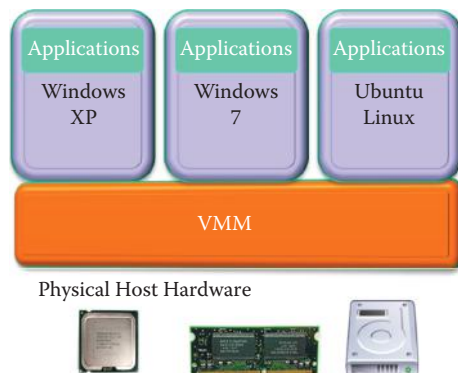 Applications
Applications
Applications
Windows
XP
Windows
7
Ubuntu
Linux
VMM
Physical Host Hardware